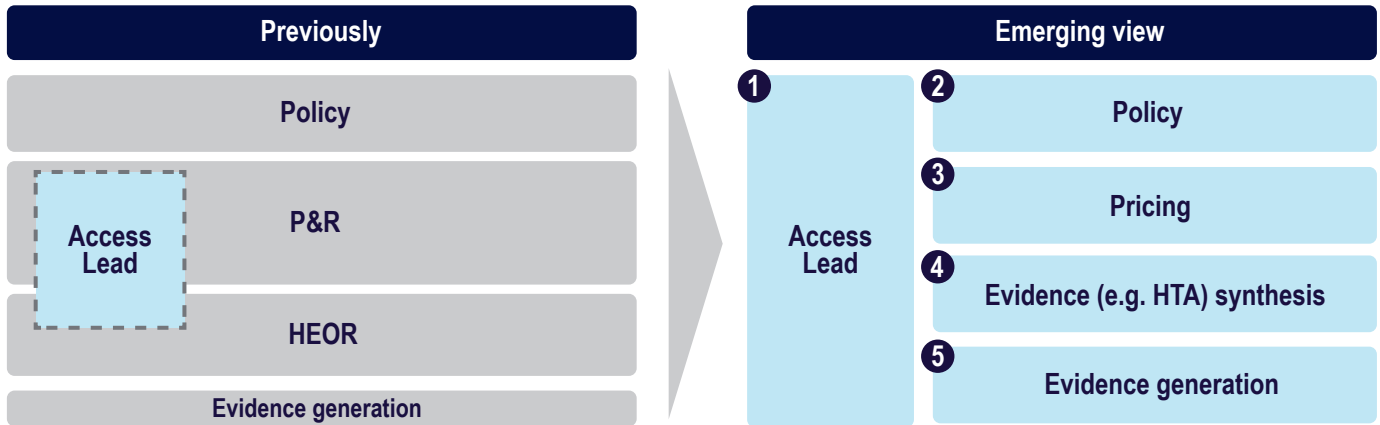 Previously
Policy
P&R
Access
Lead
HEOR
Evidence generation
Emerging view
1
Access
Lead
2
Policy
3
Pricing
4
Evidence (e.g. HTA) synthesis
5
Evidence generation